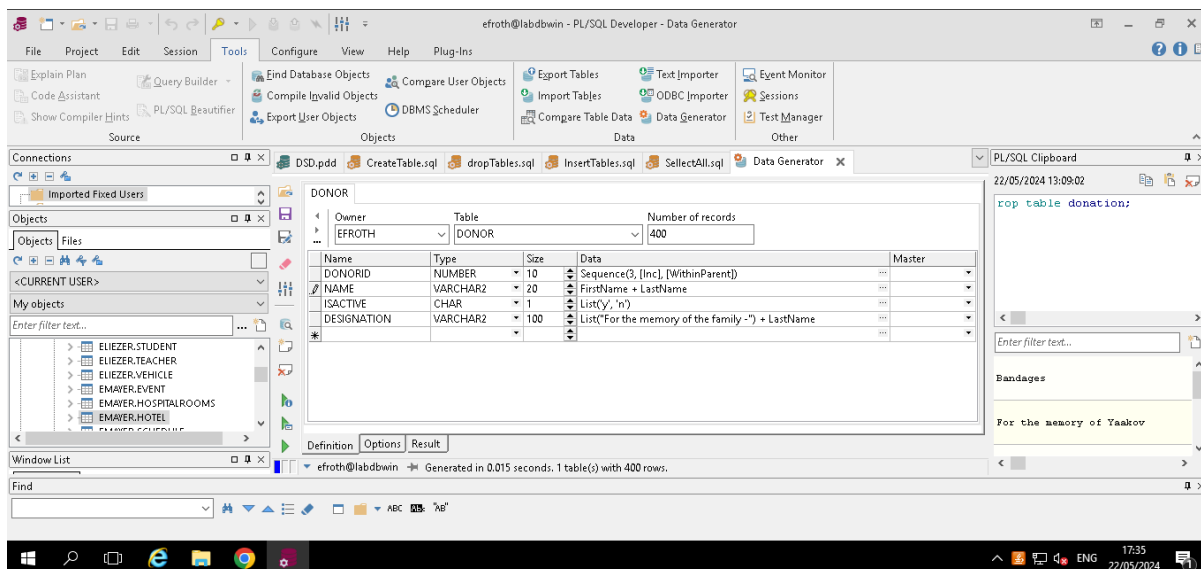 efroth@labdbwin - PL/SQL Developer - Data Generator
File Project Edit Session Tools Configure View Help Plug-Ins
Explain Plan Query Builder Find Database Objects Compare User Objects Export Tables Text Importer Event Monitor
Code Assistant Compile Invalid Objects Import Tables ODBC Importer Sessions
Show Compiler Hints PL/SQL Beautifier Export User Objects DBMS Scheduler Compare Table Data Data Generator Test Manager
Source Objects Data Other
Connections
DSD.pdd CreateTable.sql dropTables.sql InsertTables.sql SellectAll.sql Data Generator X
PL/SQL Clipboard
Imported Fixed Users
22/05/2024 13:09:02
rop table donation;
Objects
Objects Files
<CURRENT USER>
My objects
Enter filter text...
ELIEZER.STUDENT
ELIEZER.TEACHER
ELIEZER.VEHICLE
EMAYER.EVENT
EMAYER.HOSPITALROOMS
EMAYER.HOTEL
DONOR
Owner Table Number of records
EFROTH DONOR 400
Name Type Size Data Master
DONORID NUMBER 10 Sequence(3, [Inc], [WithinParent]) ...
NAME VARCHAR2 20 FirstName + LastName ...
ISACTIVE CHAR 1 List('y', 'n') ...
DESIGNATION VARCHAR2 100 List("For the memory of the family -") + LastName ...
Enter filter text...
Bandages
For the memory of Yaakov
Definition Options Result
Window List
efroth@labdbwin Generated in 0.015 seconds. 1 table(s) with 400 rows.
Find
ABC AB: "AB"
ENG
17:35
22/05/2024